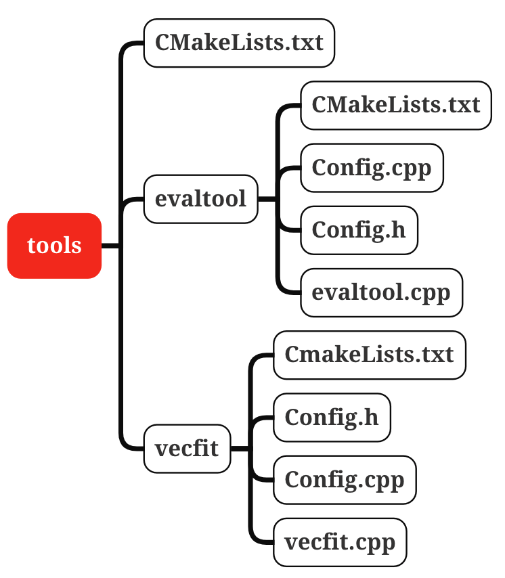 CMakeLists.txt
CMakeLists.txt
Config.cpp
evaltool
Config.h
tools
evaltool.cpp
CmakeLists.txt
Config.h
vecfit
Config.cpp
vecfit.cpp